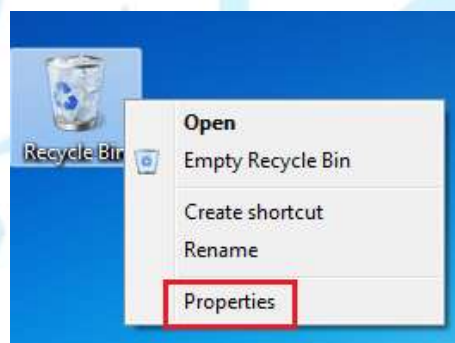 Recycle Bin
Open
Empty Recycle Bin
Create shortcut
Rename
Properties